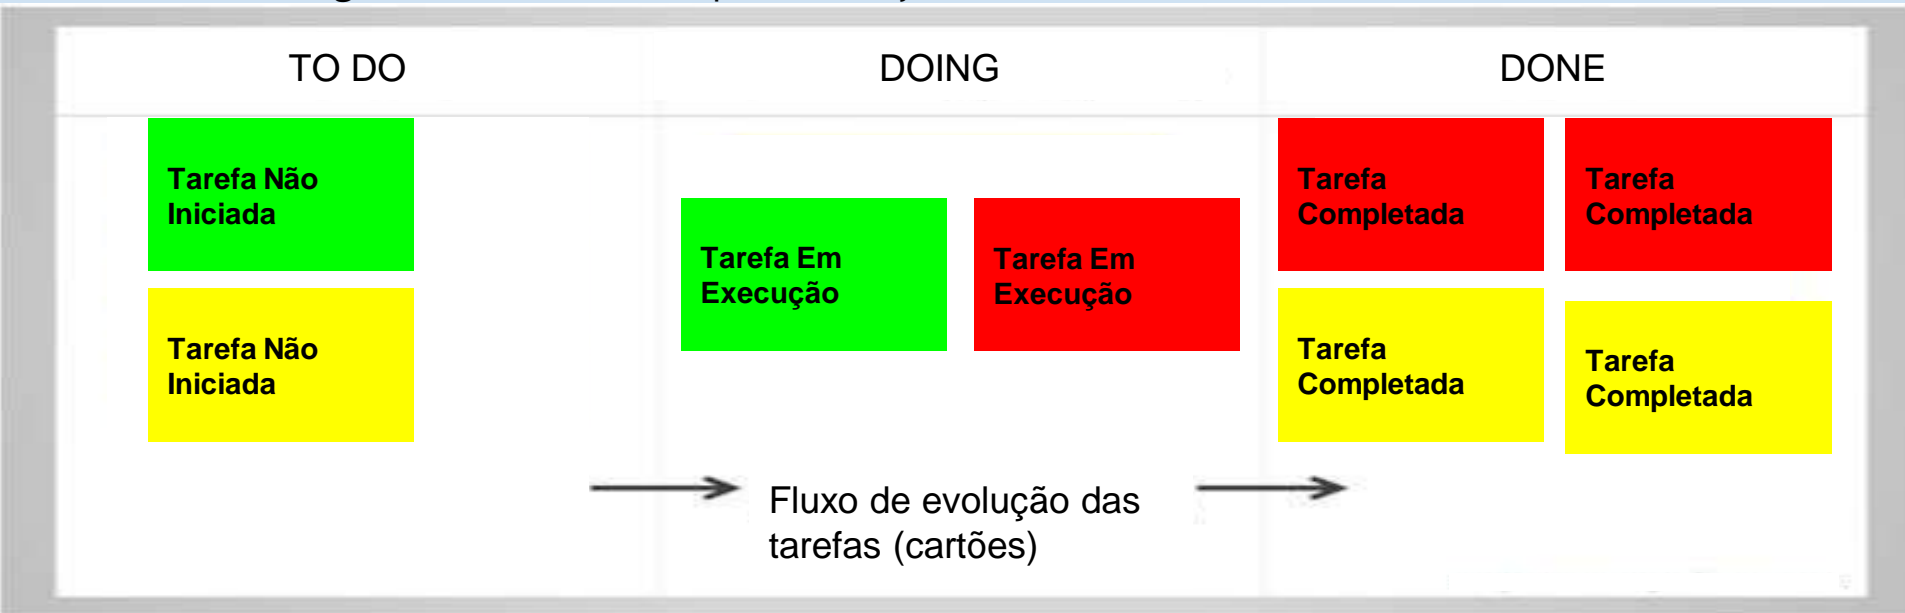 TO DO
DOING
DONE
Tarefa Não
Iniciada
Tarefa Não
Iniciada
Tarefa Em
Execução
Tarefa Em
Execução
Tarefa
Completada
Tarefa
Completada
Tarefa
Completada
Tarefa
Completada
Fluxo de evolução das
tarefas (cartões)